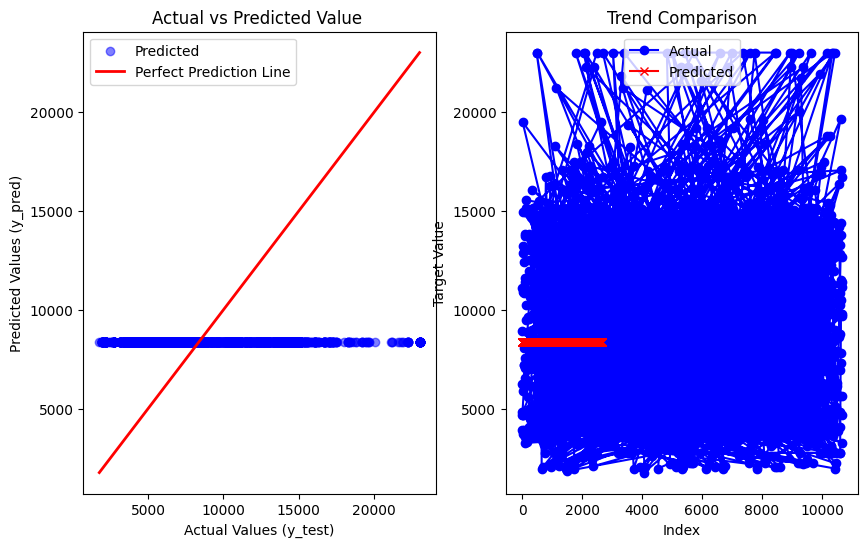 Actual vs Predicted Value
Predicted
Perfect Prediction Line
20000
15000
10000
5000
Predicted Values (y_pred)
5000
10000
15000
20000
Actual Values (y_test)
Trend Comparison
Actual
Predicted
20000
15000
10000
5000
Target Value
0
2000
4000
6000
8000
10000
Index